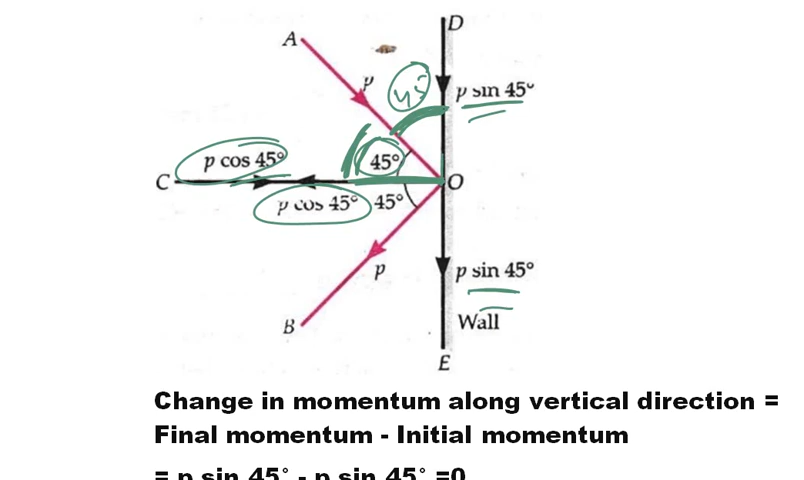 D
A
p
45
p sin 45°
p cos 45°
45°
C
O
p cos 45°
45°
p
p sin 45°
B
Wall
E
Change in momentum along vertical direction =
Final momentum - Initial momentum
= p sin 45° - p sin 45° =0